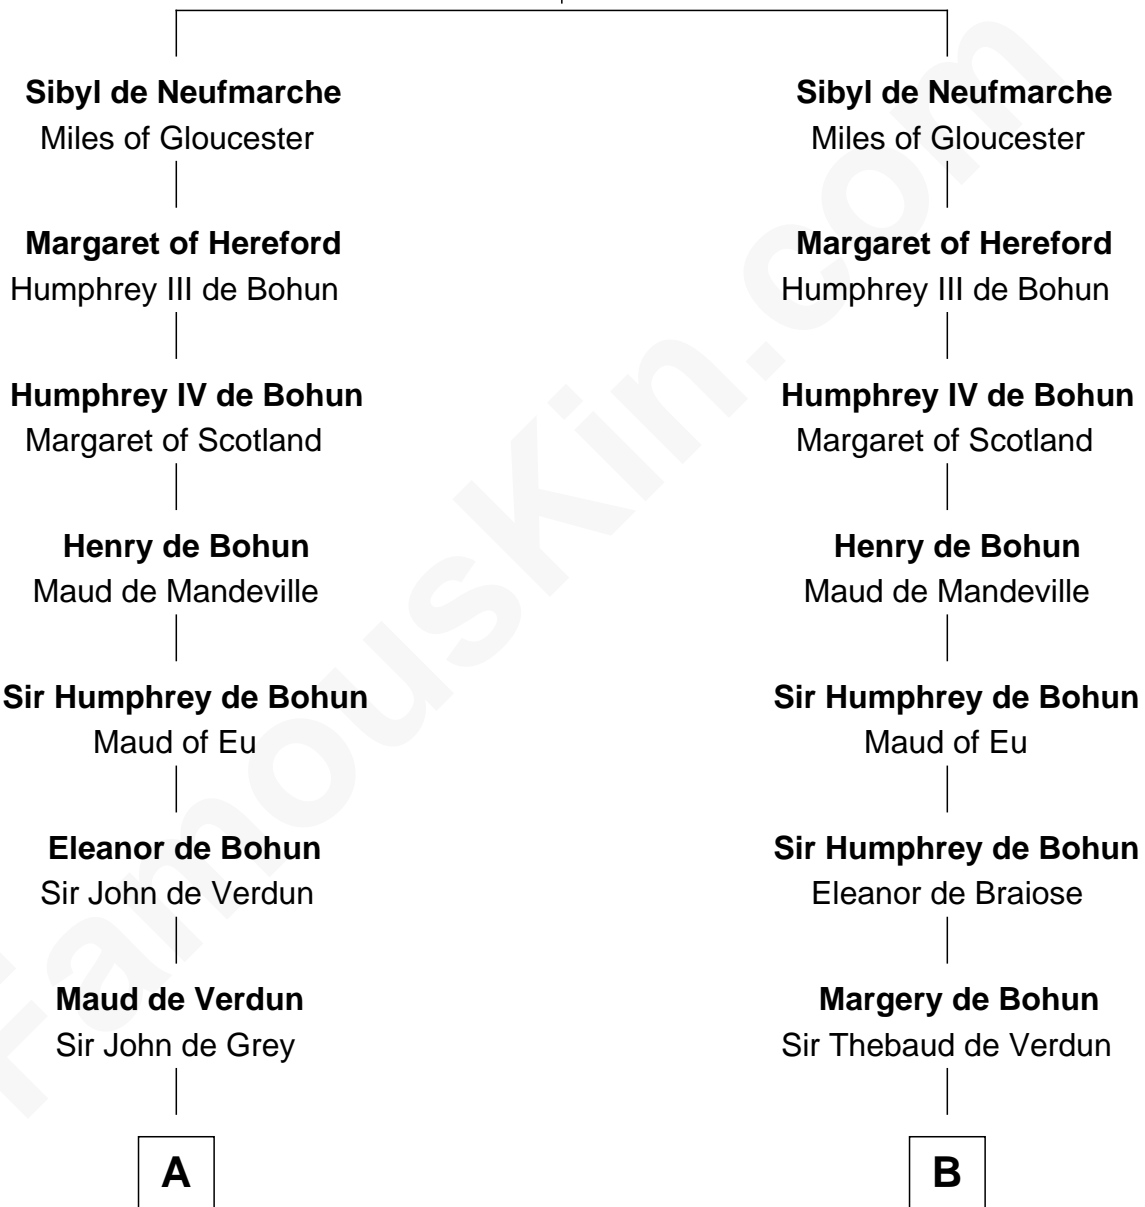 Sibyl de Neufmarche
Miles of Gloucester
Margaret of Hereford
Humphrey III de Bohun
Humphrey IV de Bohun
Margaret of Scotland
Henry de Bohun
Maud de Mandeville
Sir Humphrey de Bohun
Maud of Eu
Eleanor de Bohun
Sir John de Verdun
Maud de Verdun
Sir John de Grey
A
Sibyl de Neufmarche
Miles of Gloucester
Margaret of Hereford
Humphrey III de Bohun
Humphrey IV de Bohun
Margaret of Scotland
Henry de Bohun
Maud de Mandeville
Sir Humphrey de Bohun
Maud of Eu
Sir Humphrey de Bohun
Eleanor de Braiose
Margery de Bohun
Sir Thebaud de Verdun
B
FamousKin.com